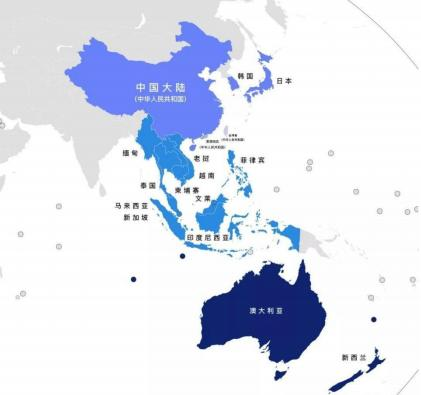 韩国
日本
中国大陆
(中华人民共和国)
缅甸
老挝
菲律宾
越南
泰国
柬埔寨
文莱
马来西亚
新加坡
印度尼西亚
澳大利亚
新西兰